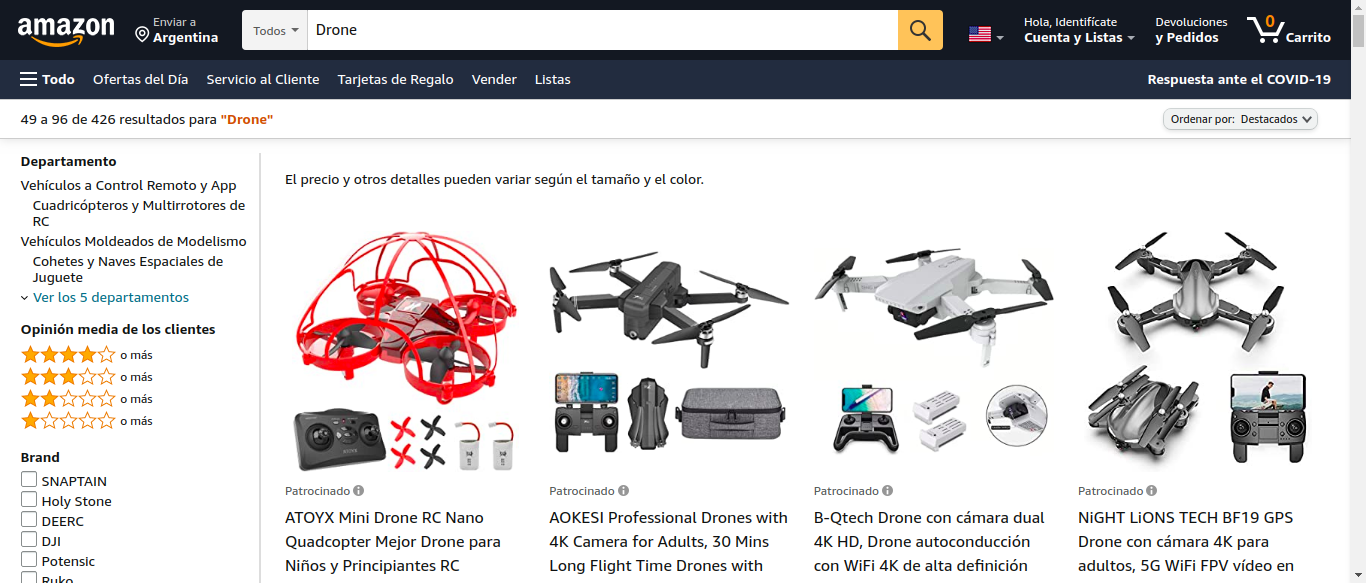 amazon
Enviar a
Argentina
Todos
Drone
Hola, Identifícate
Cuenta y Listas
Devoluciones
y Pedidos
0
Carrito
Todo
Ofertas del Día
Servicio al Cliente
Tarjetas de Regalo
Vender
Listas
Respuesta ante el COVID-19
49 a 96 de 426 resultados para "Drone"
Ordenar por: Destacados
Departamento
Vehículos a Control Remoto y App
Cuadricópteros y Multirrotores de
RC
Vehículos Moldeados de Modelismo
Cohetes y Naves Espaciales de
Juguete
Ver los 5 departamentos
Opinión media de los clientes
o más
o más
o más
o más
Brand
SNAPTAIN
Holy Stone
DEERC
DJI
Potensic
Ruko
El precio y otros detalles pueden variar según el tamaño y el color.
Patrocinado
ATOYX Mini Drone RC Nano
Quadcopter Mejor Drone para
Niños y Principiantes RC
Patrocinado
AOKESI Professional Drones with
4K Camera for Adults, 30 Mins
Long Flight Time Drones with
Patrocinado
B-Qtech Drone con cámara dual
4K HD, Drone autoconducción
con WiFi 4K de alta definición
Patrocinado
NiGHT LiONS TECH BF19 GPS
Drone con cámara 4K para
adultos, 5G WiFi FPV vídeo en